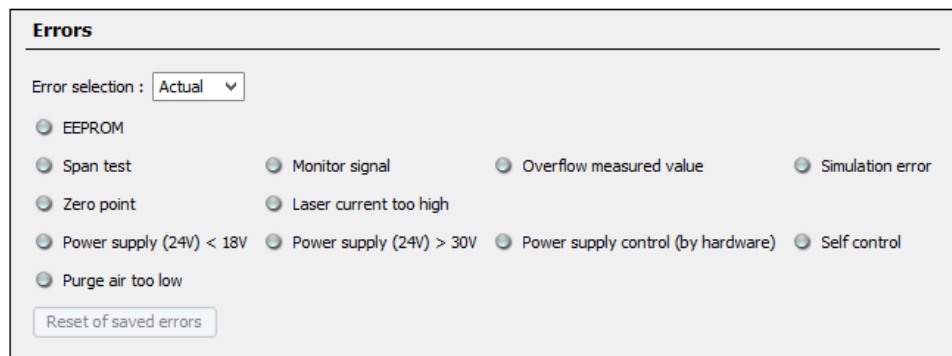 Errors
Error selection : Actual
EEPROM
Span test Monitor signal Overflow measured value Simulation error
Zero point Laser current too high
Power supply (24V) < 18V Power supply (24V) > 30V Power supply control (by hardware) Self control
Purge air too low
Reset of saved errors